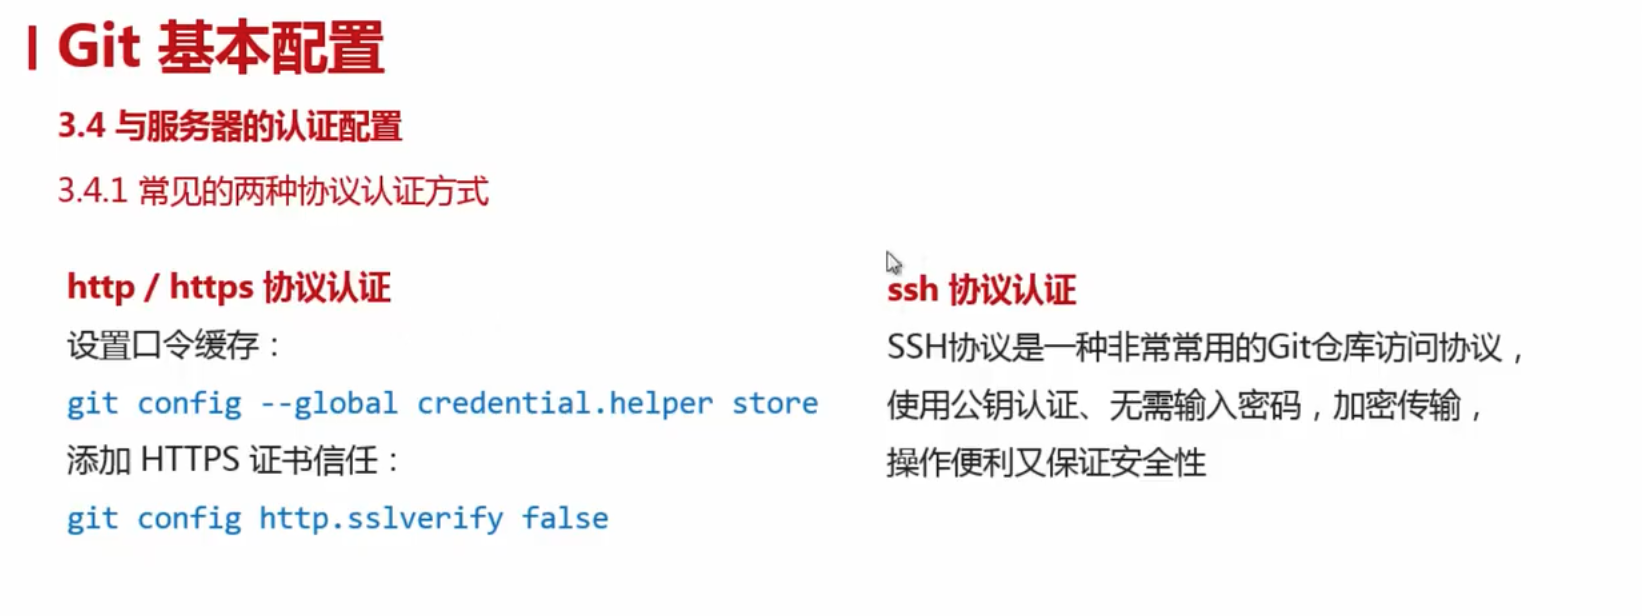 Git 基本配置
3.4 与服务器的认证配置
3.4.1 常见的两种协议认证方式
http / https 协议认证
设置口令缓存：
git config --global credential.helper store
添加 HTTPS 证书信任：
git config http.sslverify false
ssh 协议认证
SSH协议是一种非常常用的Git仓库访问协议，
使用公钥认证、无需输入密码，加密传输，
操作便利又保证安全性